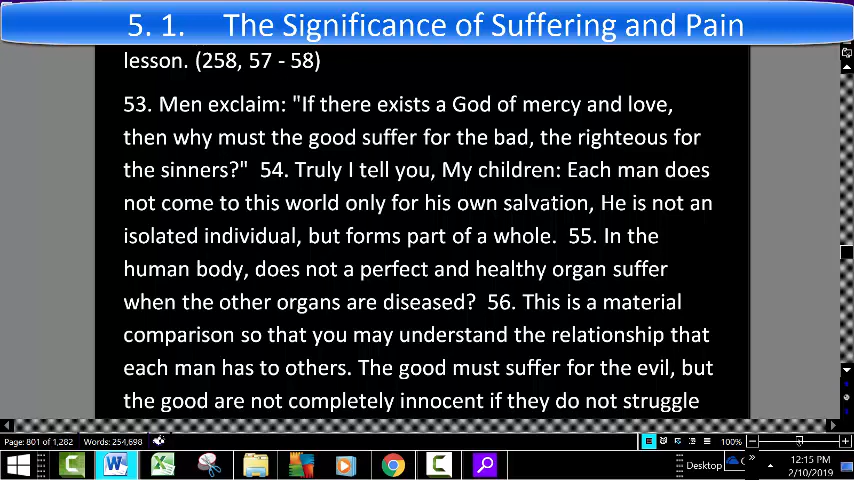 5. 1. The Significance of Suffering and Pain
lesson. (258, 57 - 58)
53. Men exclaim: "If there exists a God of mercy and love,
then why must the good suffer for the bad, the righteous for
the sinners?" 54. Truly I tell you, My children: Each man does
not come to this world only for his own salvation, He is not an
isolated individual, but forms part of a whole. 55. In the
human body, does not a perfect and healthy organ suffer
when the other organs are diseased? 56. This is a material
comparison so that you may understand the relationship that
each man has to others. The good must suffer for the evil, but
the good are not completely innocent if they do not struggle
Page: 801 of 1,282 Words: 254,698 100%
Desktop 12:15 PM
2/10/2019